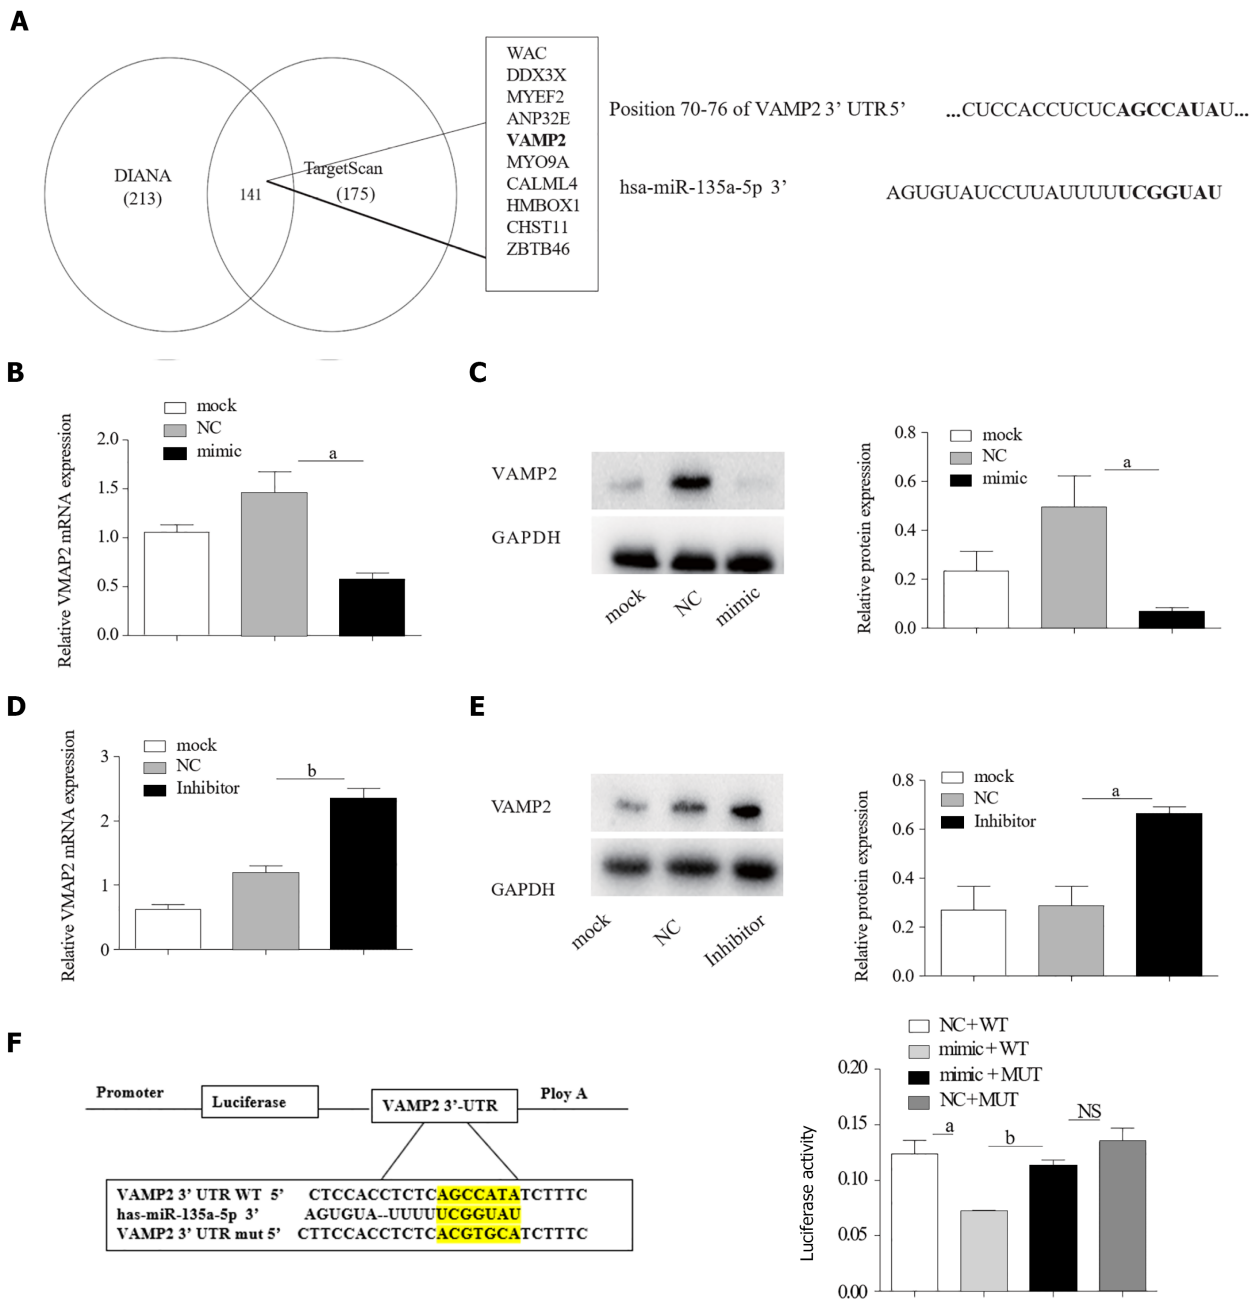 A
DIANA
(213)
141
TargetScan
(175)
WAC
DDX3X
MYEF2
ANP32E
VAMP2
MYO9A
CALML4
HMBOX1
CHST11
ZBTB46
Position 70-76 of VAMP2 3’ UTR5’ ...CUCCACCUCUCAGCCAUAU...
hsa-miR-135a-5p 3’ AGUGUAUCCUUAUUUUUCGGUAU
B
mock
NC
mimic
a
Relative VMAP2 mRNA expression
2.0
1.5
1.0
0.5
0.0
C
VAMP2
GAPDH
mock
NC
mimic
mock
NC
mimic
a
Relative protein expression
0.8
0.6
0.4
0.2
0.0
D
mock
NC
Inhibitor
b
Relative VMAP2 mRNA expression
3
2
1
0
E
VAMP2
GAPDH
mock
NC
Inhibitor
mock
NC
Inhibitor
a
Relative protein expression
0.8
0.6
0.4
0.2
0.0
F
Promoter
Luciferase
VAMP2 3’-UTR
Ploy A
VAMP2 3’ UTR WT 5’ CTCCACCTCTCAGCCATATCTTTC
has-miR-135a-5p 3’ AGUGUA--UUUUUCGGUAU
VAMP2 3’ UTR mut 5’ CTTCCACCTCTCACGTGCATCTTTC
NC+WT
mimic+WT
mimic+MUT
NC+MUT
a
b
NS
Luciferase activity
0.20
0.15
0.10
0.05
0.00